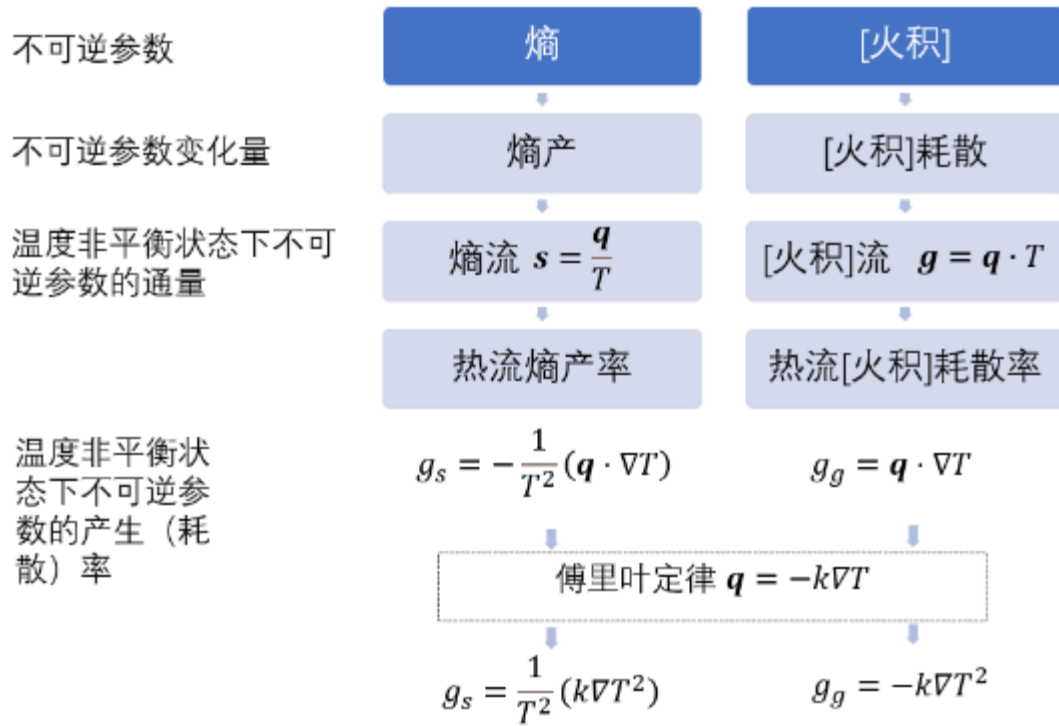 不可逆参数
熵
[火积]
不可逆参数变化量
熵产
[火积]耗散
温度非平衡状态下不可
逆参数的通量
熵流 s = q/T
[火积]流 g = q · T
热流熵产率
热流[火积]耗散率
温度非平衡状
态下不可逆参
数的产生（耗
散）率
g_s = −1/T² (q · ∇T)
g_g = q · ∇T
傅里叶定律 q = −k∇T
g_s = 1/T² (k∇T²)
g_g = −k∇T²